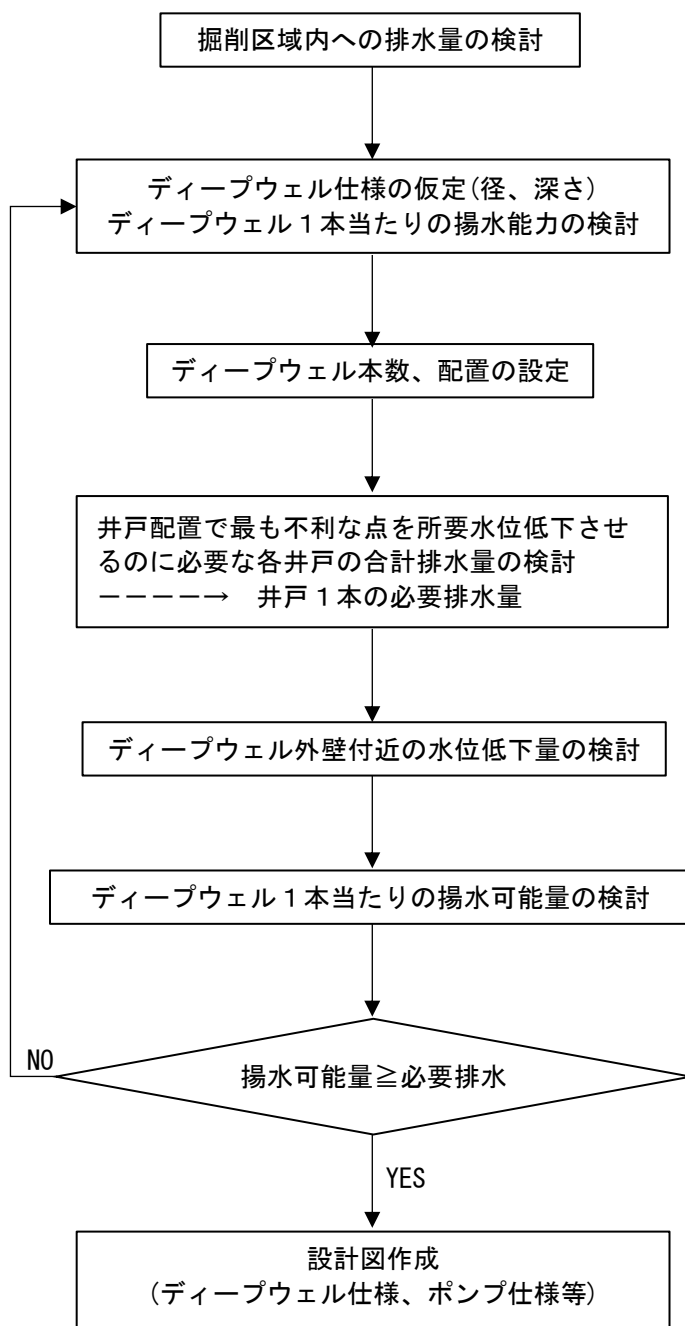 掘削区域内への排水量の検討
ディープウェル仕様の仮定(径、深さ)
ディープウェル１本当たりの揚水能力の検討
ディープウェル本数、配置の設定
井戸配置で最も不利な点を所要水位低下させ
るのに必要な各井戸の合計排水量の検討
－－－－→　井戸１本の必要排水量
ディープウェル外壁付近の水位低下量の検討
ディープウェル１本当たりの揚水可能量の検討
揚水可能量≧必要排水
NO
YES
設計図作成
(ディープウェル仕様、ポンプ仕様等)